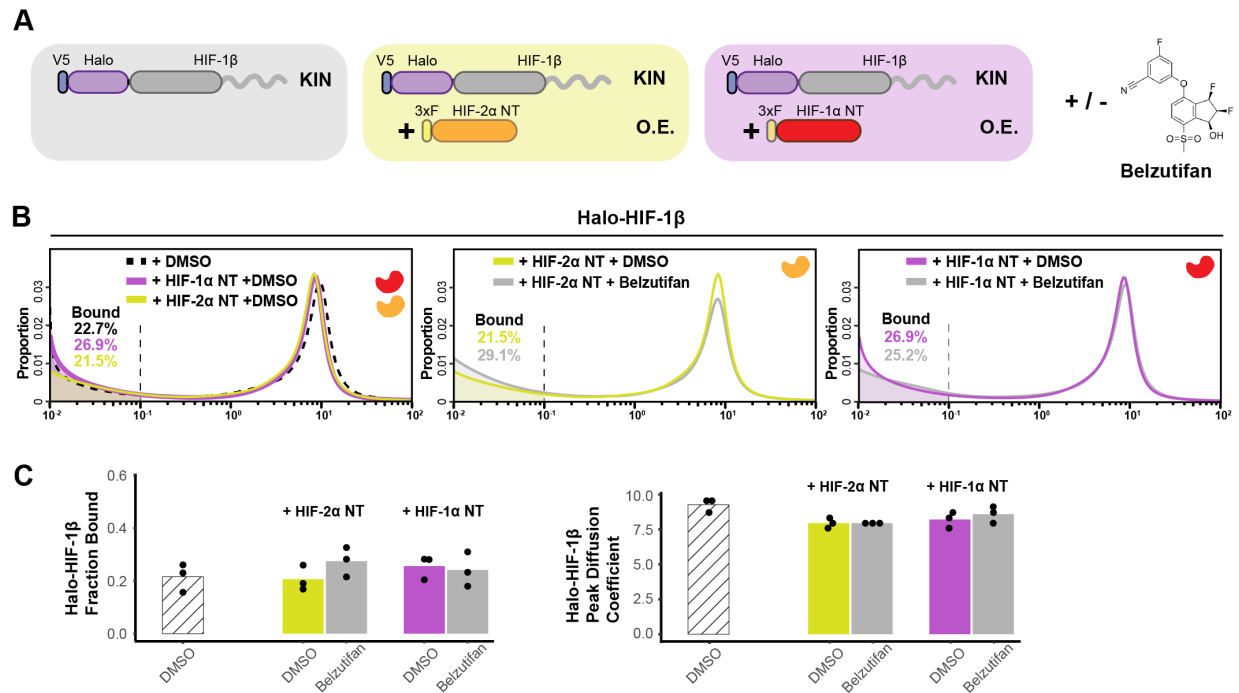 A
V5 Halo HIF-1β
KIN
V5 Halo HIF-1β
KIN
3xF HIF-2α NT
+
O.E.
V5 Halo HIF-1β
KIN
3xF HIF-1α NT
+
O.E.
+ / -
F
N
O
F
F
O=S=O
OH
Belzutifan
B
Halo-HIF-1β
+ DMSO
+ HIF-1α NT +DMSO
+ HIF-2α NT +DMSO
Bound
22.7%
26.9%
21.5%
Proportion
0.03
0.02
0.01
0
10-2 10-1 100 101 102
+ HIF-2α NT + DMSO
+ HIF-2α NT + Belzutifan
Bound
21.5%
29.1%
Proportion
0.03
0.02
0.01
0
10-2 10-1 100 101 102
+ HIF-1α NT + DMSO
+ HIF-1α NT + Belzutifan
Bound
26.9%
25.2%
Proportion
0.03
0.02
0.01
0
10-2 10-1 100 101 102
C
Halo-HIF-1β
Fraction Bound
0.6
0.4
0.2
0.0
+ HIF-2α NT + HIF-1α NT
DMSO DMSO Belzutifan DMSO Belzutifan
Halo-HIF-1β
Peak Diffusion
Coefficient
10.0
7.5
5.0
2.5
0.0
+ HIF-2α NT + HIF-1α NT
DMSO DMSO Belzutifan DMSO Belzutifan